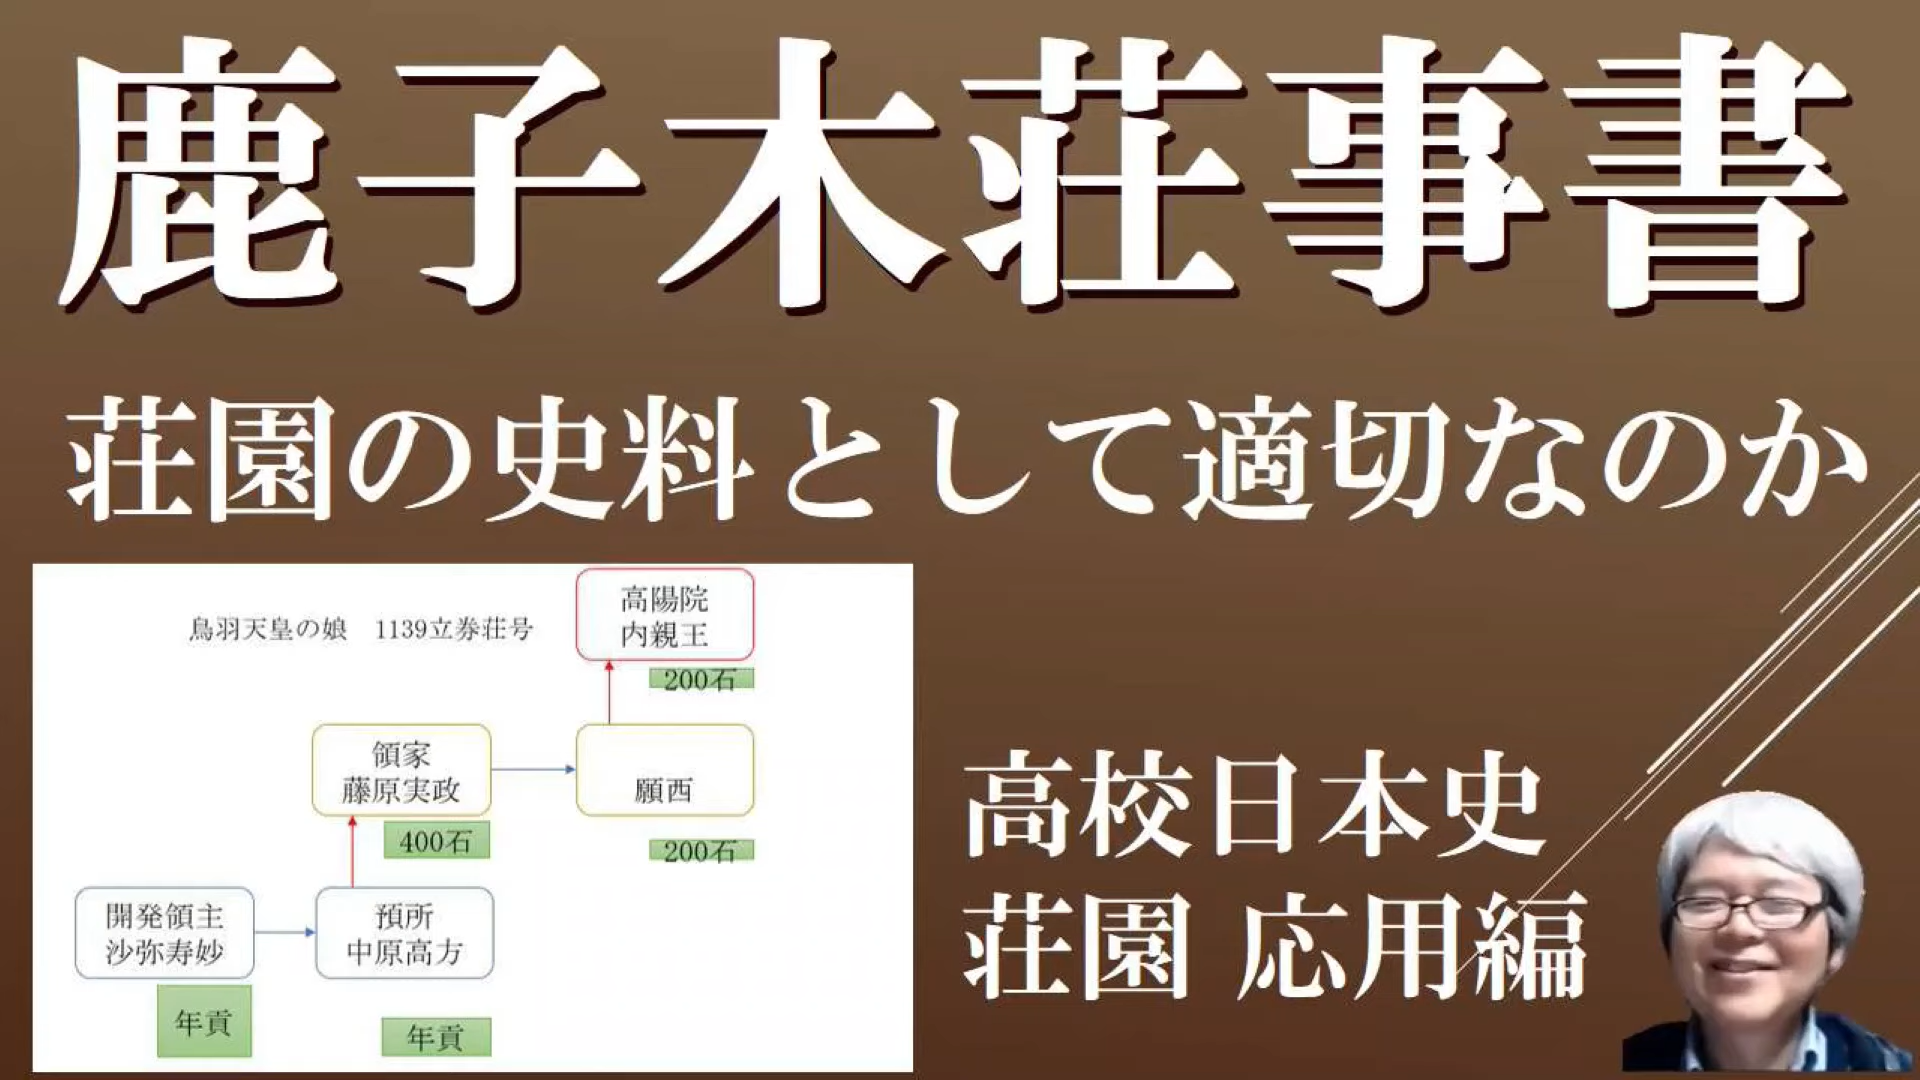 鹿子木荘事書
荘園の史料として適切なのか
鳥羽天皇の娘 1139立券荘号
高陽院
内親王
200石
領家
藤原実政
願西
400石
200石
開発領主
沙弥寿妙
預所
中原高方
年貢
年貢
高校日本史
荘園 応用編